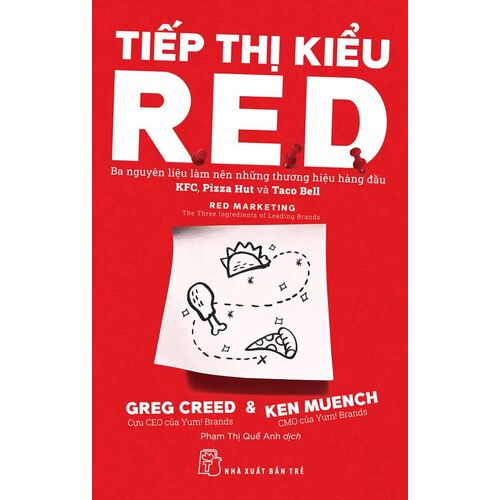 TIẾP THỊ KIỂU
R.E.D.
Ba nguyên liệu làm nên những thương hiệu hàng đầu
KFC, Pizza Hut và Taco Bell
RED MARKETING
The Three Ingredients of Leading Brands
GREG CREED & KEN MUENCH
Cựu CEO của Yum! Brands CMO của Yum! Brands
Phạm Thị Quế Anh dịch
NHÀ XUẤT BẢN TRẺ